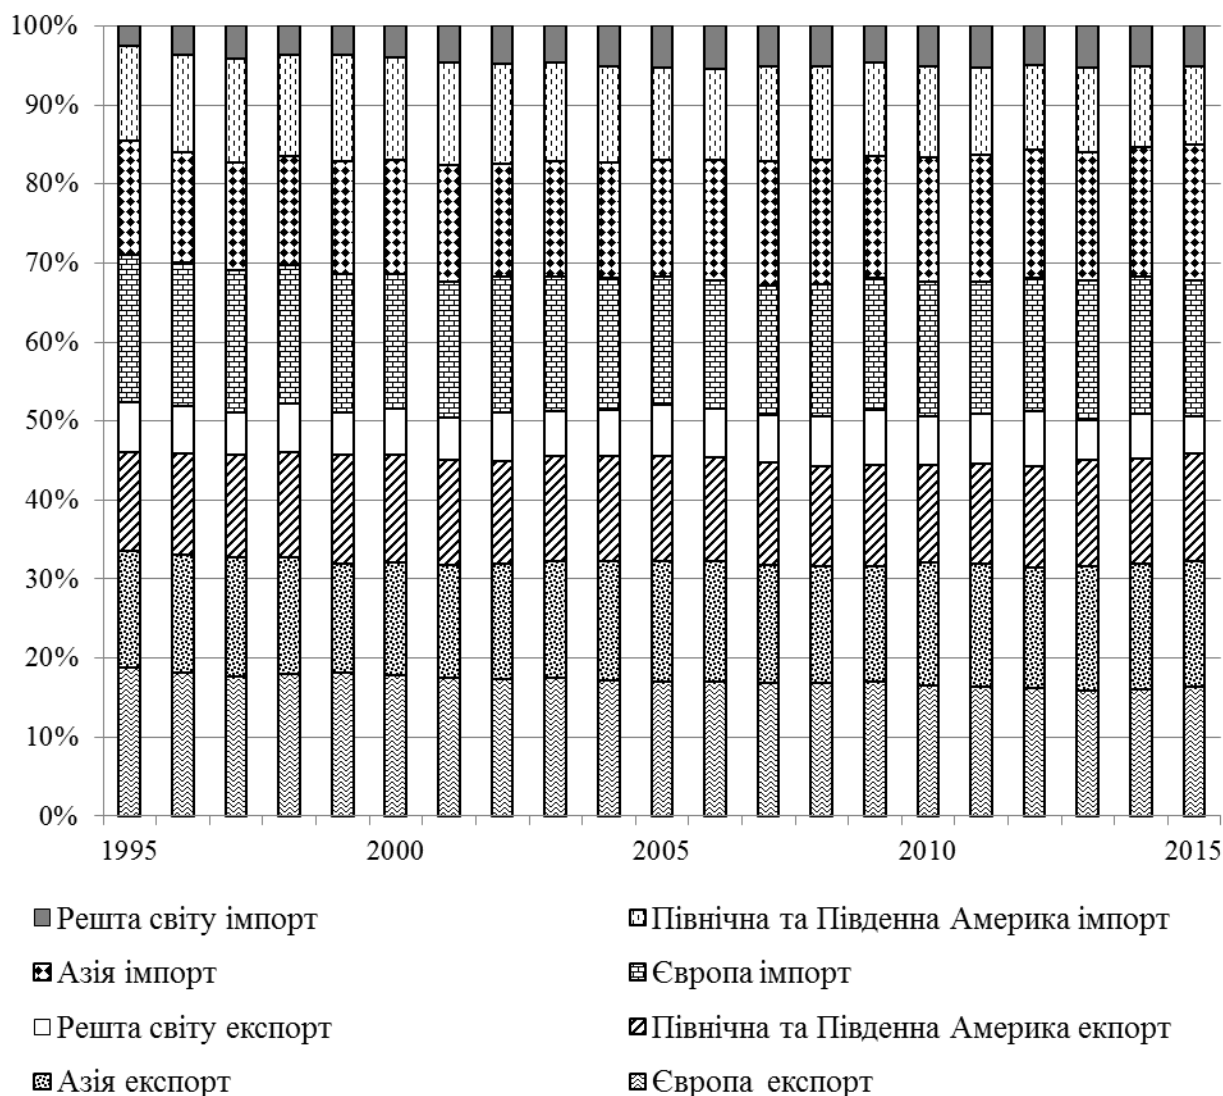 100%
90%
80%
70%
60%
50%
40%
30%
20%
10%
0%
1995 2000 2005 2010 2015
Решта світу імпорт Північна та Південна Америка імпорт
Азія імпорт Європа імпорт
Решта світу експорт Північна та Південна Америка екпорт
Азія експорт Європа експорт